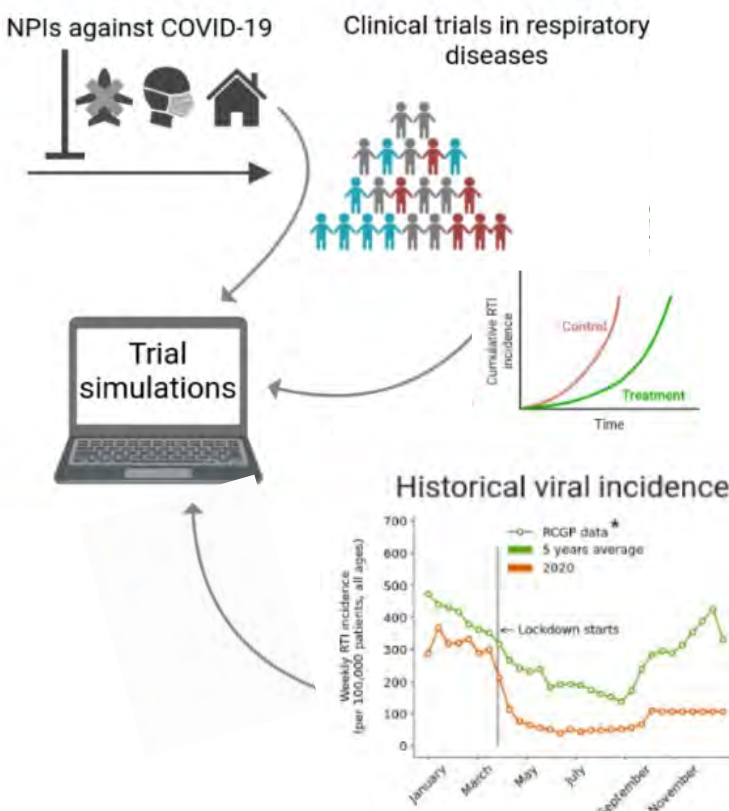 NPIs against COVID-19
Clinical trials in respiratory
diseases
Trial
simulations
Cumulative RTI
incidence
Control
Treatment
Time
Historical viral incidence
Weekly RTI incidence
(per 100,000 patients, all ages)
700
600
500
400
300
200
100
0
RCGP data *
5 years average
2020
← Lockdown starts
January
March
May
July
September
November